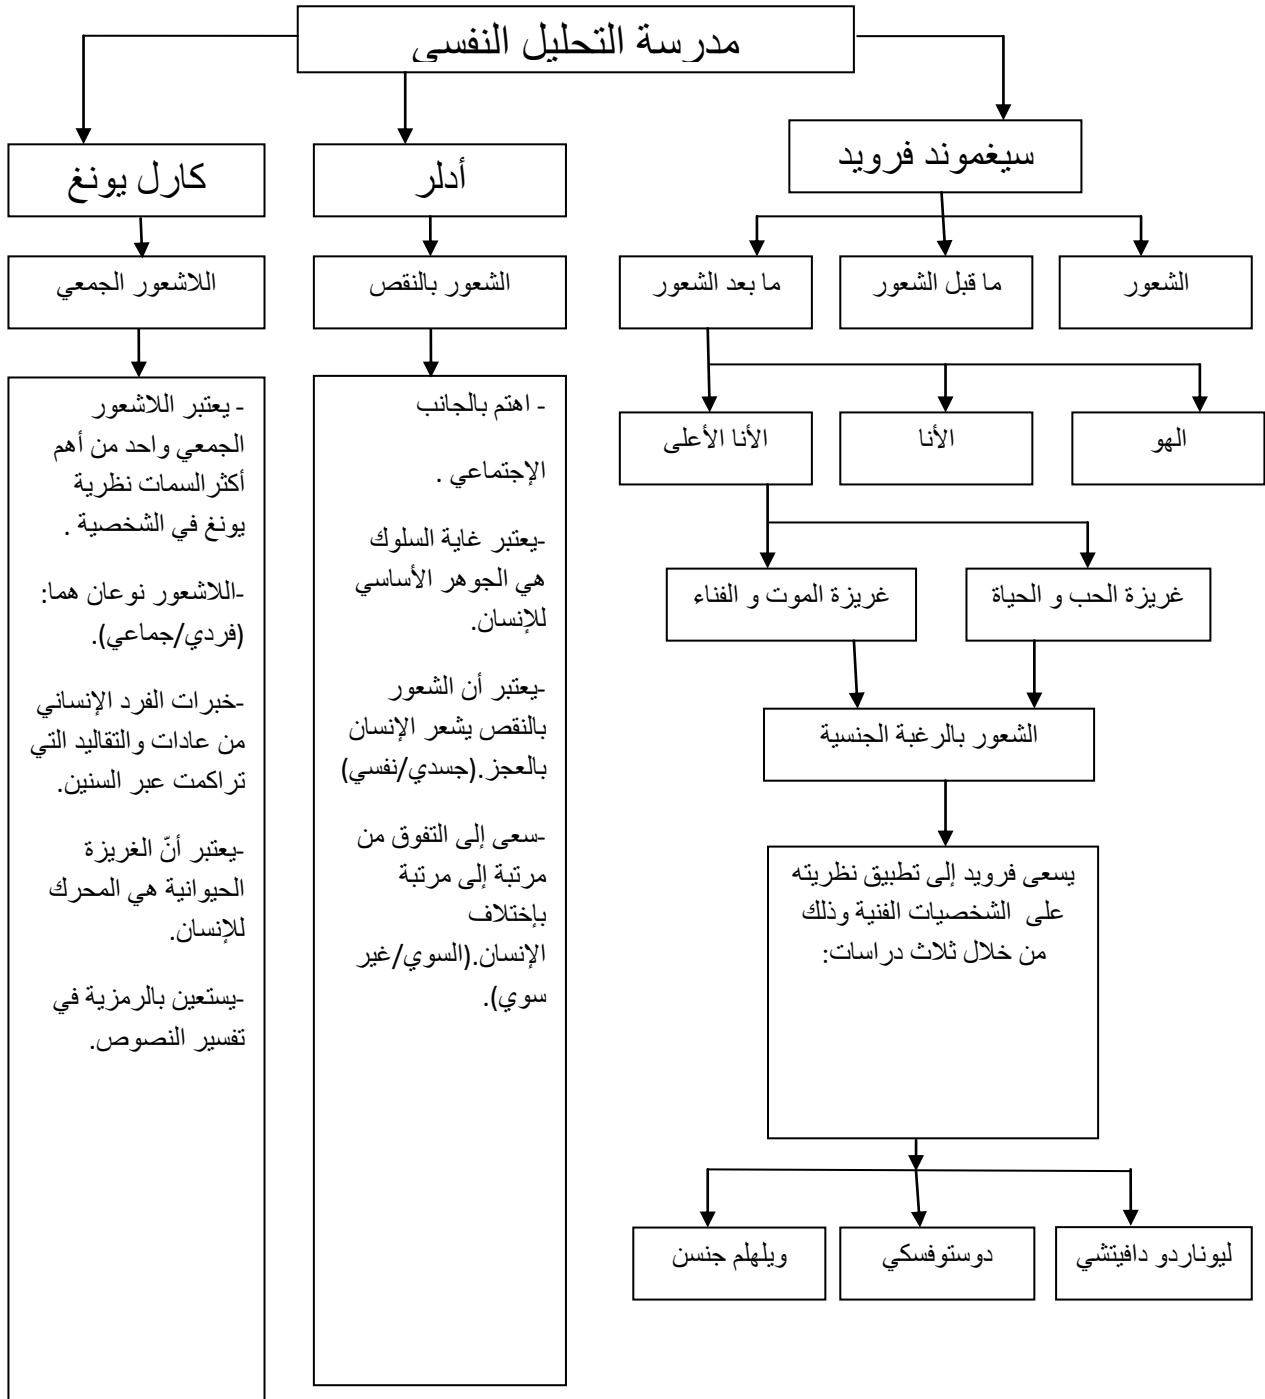 مدرسة التحليل النفسي
سيغموند فرويد
أدلر
كارل يونغ
الشعور
ما قبل الشعور
ما بعد الشعور
الشعور بالنقص
اللاشعور الجمعي
الهو
الأنا
الأنا الأعلى
غريزة الحب و الحياة
غريزة الموت و الفناء
الشعور بالرغبة الجنسية
يسعى فرويد إلى تطبيق نظريته
على الشخصيات الفنية وذلك
من خلال ثلاث دراسات:
ليوناردو دافيتشي
دوستوفسكي
ويلهلم جنسن
- اهتم بالجانب
الإجتماعي .
-يعتبر غاية السلوك
هي الجوهر الأساسي
للإنسان.
-يعتبر أن الشعور
بالنقص يشعر الإنسان
بالعجز.(جسدي/نفسي)
-سعى إلى التفوق من
مرتبة إلى مرتبة
بإختلاف
الإنسان.(السوي/غير
سوي).
- يعتبر اللاشعور
الجمعي واحد من أهم
أكثرالسمات نظرية
يونغ في الشخصية .
-اللاشعور نوعان هما:
(فردي/جماعي).
-خبرات الفرد الإنساني
من عادات والتقاليد التي
تراكمت عبر السنين.
-يعتبر أنّ الغريزة
الحيوانية هي المحرك
للإنسان.
-يستعين بالرمزية في
تفسير النصوص.